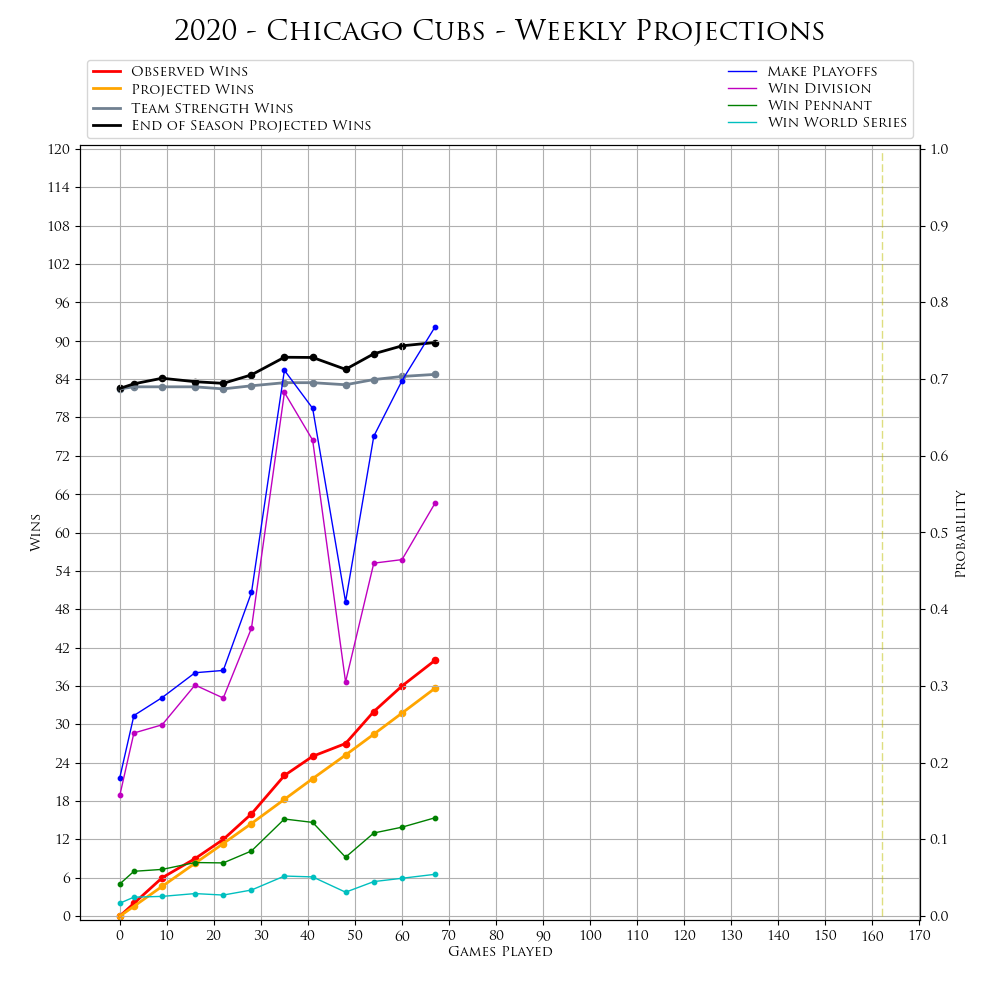 2020 - Chicago Cubs - Weekly Projections
Observed Wins
Projected Wins
Team Strength Wins
End of Season Projected Wins
Make Playoffs
Win Division
Win Pennant
Win World Series
120
114
108
102
96
90
84
78
72
66
60
54
48
42
36
30
24
18
12
6
0
Wins
1.0
0.9
0.8
0.7
0.6
0.5
0.4
0.3
0.2
0.1
0.0
Probability
0 10 20 30 40 50 60 70 80 90 100 110 120 130 140 150 160 170
Games Played